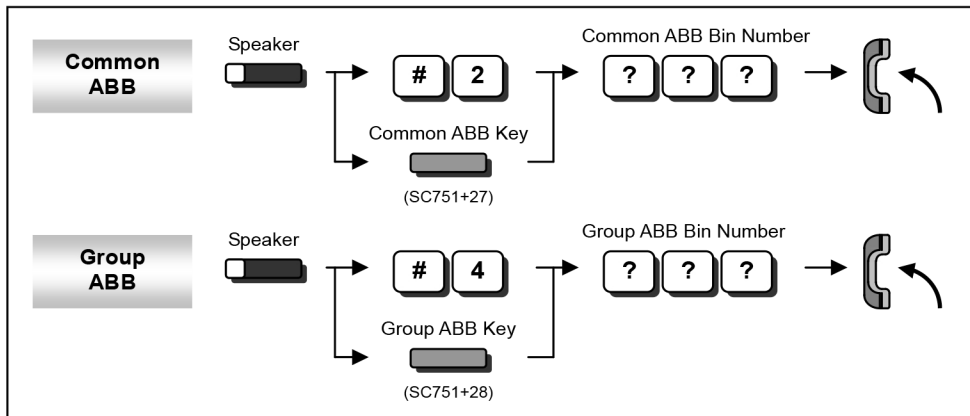 Common
ABB
Speaker
# 2
Common ABB Key
(SC751+27)
Common ABB Bin Number
? ? ?
Group
ABB
Speaker
# 4
Group ABB Key
(SC751+28)
Group ABB Bin Number
? ? ?